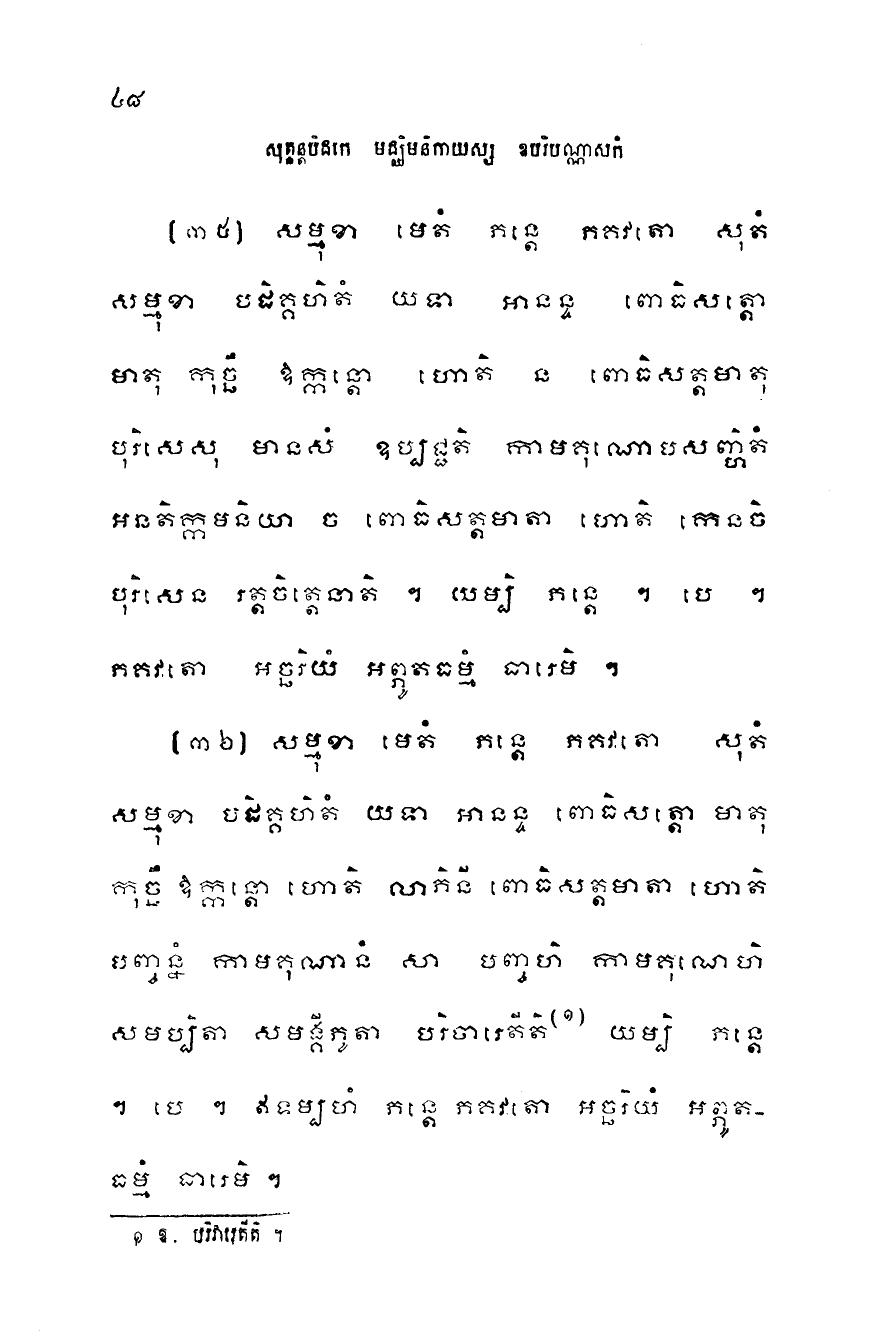 ៤៨
សុត្តន្តបិដកេ មជ្ឈិមនិកាយស្ស ឧបរិបណ្ណាសកំ
(៣៥) សម្មុខា មេតំ ភន្តេ ភគវតោ សុតំ
សម្មុខា បដិគ្គហិតំ យទា អានន្ទ ពោធិសត្តោ
មាតុ កុច្ឆឹ ឱក្កន្តោ ហោតិ ន ពោធិសត្តមាតុ
បុរិសេសុ មានសំ ឧប្បជ្ជតិ កាមគុណោបសញ្ហិតំ
អនតិក្កមនិយា ច ពោធិសត្តមាតា ហោតិ កេនចិ
បុរិសេន រត្តចិត្តេនាតិ ។ យម្បិ ភន្តេ ។ បេ ។
ភគវតោ អច្ឆរិយំ អព្ភូតធម្មំ ធារេមិ ។
(៣៦) សម្មុខា មេតំ ភន្តេ ភគវតោ សុតំ
សម្មុខា បដិគ្គហិតំ យទា អានន្ទ ពោធិសត្តោ មាតុ
កុច្ឆឹ ឱក្កន្តោ ហោតិ លាភិនី ពោធិសត្តមាតា ហោតិ
បញ្ចន្នំ កាមគុណានំ សា បញ្ចហិ កាមគុណេហិ
សមប្បិតា សមង្គីភូតា បរិចារេតីតិ(១) យម្បិ ភន្តេ
។ បេ ។ ឥទម្បហំ ភន្តេ ភគវតោ អច្ឆរិយំ អព្ភូត-
ធម្មំ ធារេមិ ។
១ ឱ. បរិវារេតីតិ ។